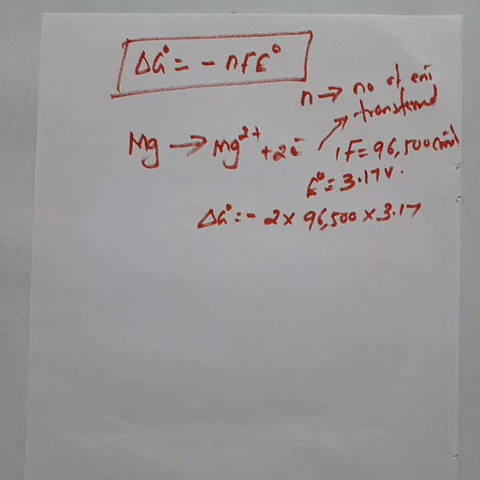 ΔG° = - nFE°
n → no of e⁻
transferred
Mg → Mg²⁺ + 2e⁻
1F = 96,500 C/mol
E° = 3.17 V.
ΔG° = - 2 × 96,500 × 3.17